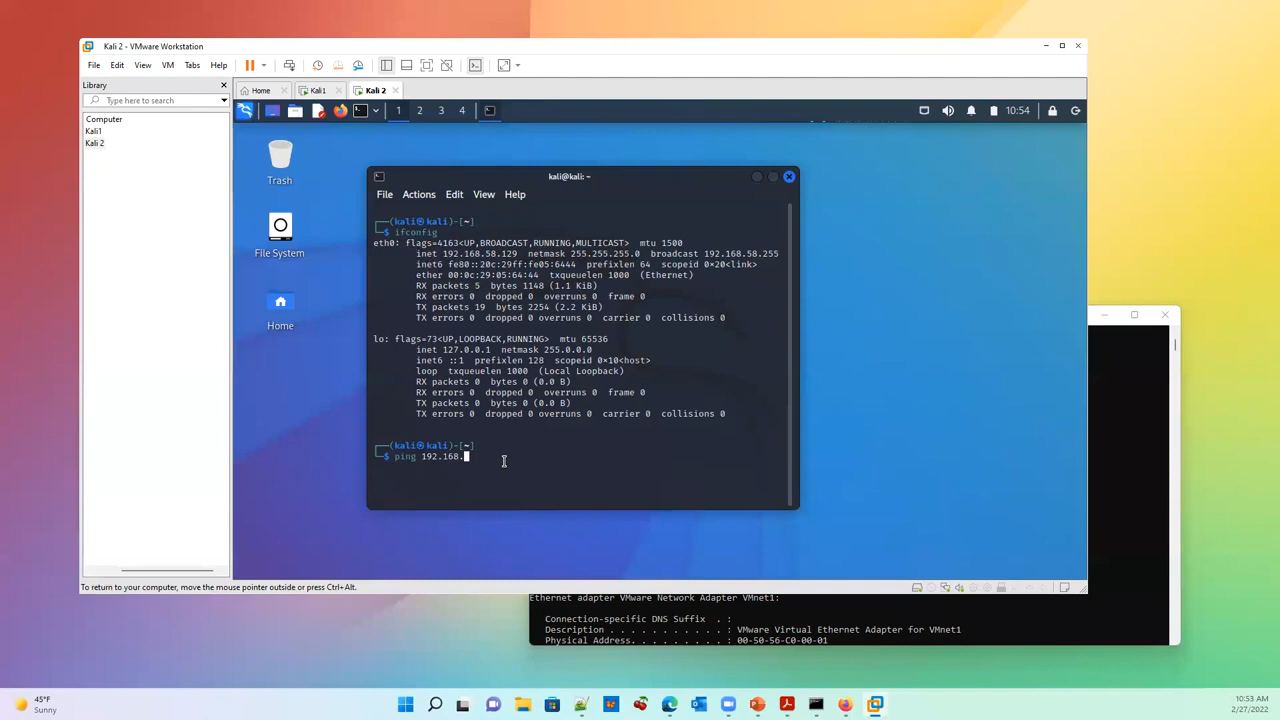 Kali 2 - VMware Workstation
File Edit View VM Tabs Help
Library
Type here to search
Computer
Kali1
Kali 2
Home Kali1 Kali 2
1 2 3 4 10:54
Trash
File System
Home
kali@kali: ~
File Actions Edit View Help
┌──(kali㉿kali)-[~]
└─$ ifconfig
eth0: flags=4163<UP,BROADCAST,RUNNING,MULTICAST> mtu 1500
inet 192.168.58.129 netmask 255.255.255.0 broadcast 192.168.58.255
inet6 fe80::20c:29ff:fe05:6444 prefixlen 64 scopeid 0×20<link>
ether 00:0c:29:05:64:44 txqueuelen 1000 (Ethernet)
RX packets 5 bytes 1148 (1.1 KiB)
RX errors 0 dropped 0 overruns 0 frame 0
TX packets 19 bytes 2254 (2.2 KiB)
TX errors 0 dropped 0 overruns 0 carrier 0 collisions 0
lo: flags=73<UP,LOOPBACK,RUNNING> mtu 65536
inet 127.0.0.1 netmask 255.0.0.0
inet6 ::1 prefixlen 128 scopeid 0×10<host>
loop txqueuelen 1000 (Local Loopback)
RX packets 0 bytes 0 (0.0 B)
RX errors 0 dropped 0 overruns 0 frame 0
TX packets 0 bytes 0 (0.0 B)
TX errors 0 dropped 0 overruns 0 carrier 0 collisions 0
┌──(kali㉿kali)-[~]
└─$ ping 192.168.
To return to your computer, move the mouse pointer outside or press Ctrl+Alt.
Ethernet adapter VMware Network Adapter VMnet1:
Connection-specific DNS Suffix . :
Description . . . . . . . . . . . : VMware Virtual Ethernet Adapter for VMnet1
Physical Address. . . . . . . . . : 00-50-56-C0-00-01
45°F
Sunny
10:53 AM
2/27/2022